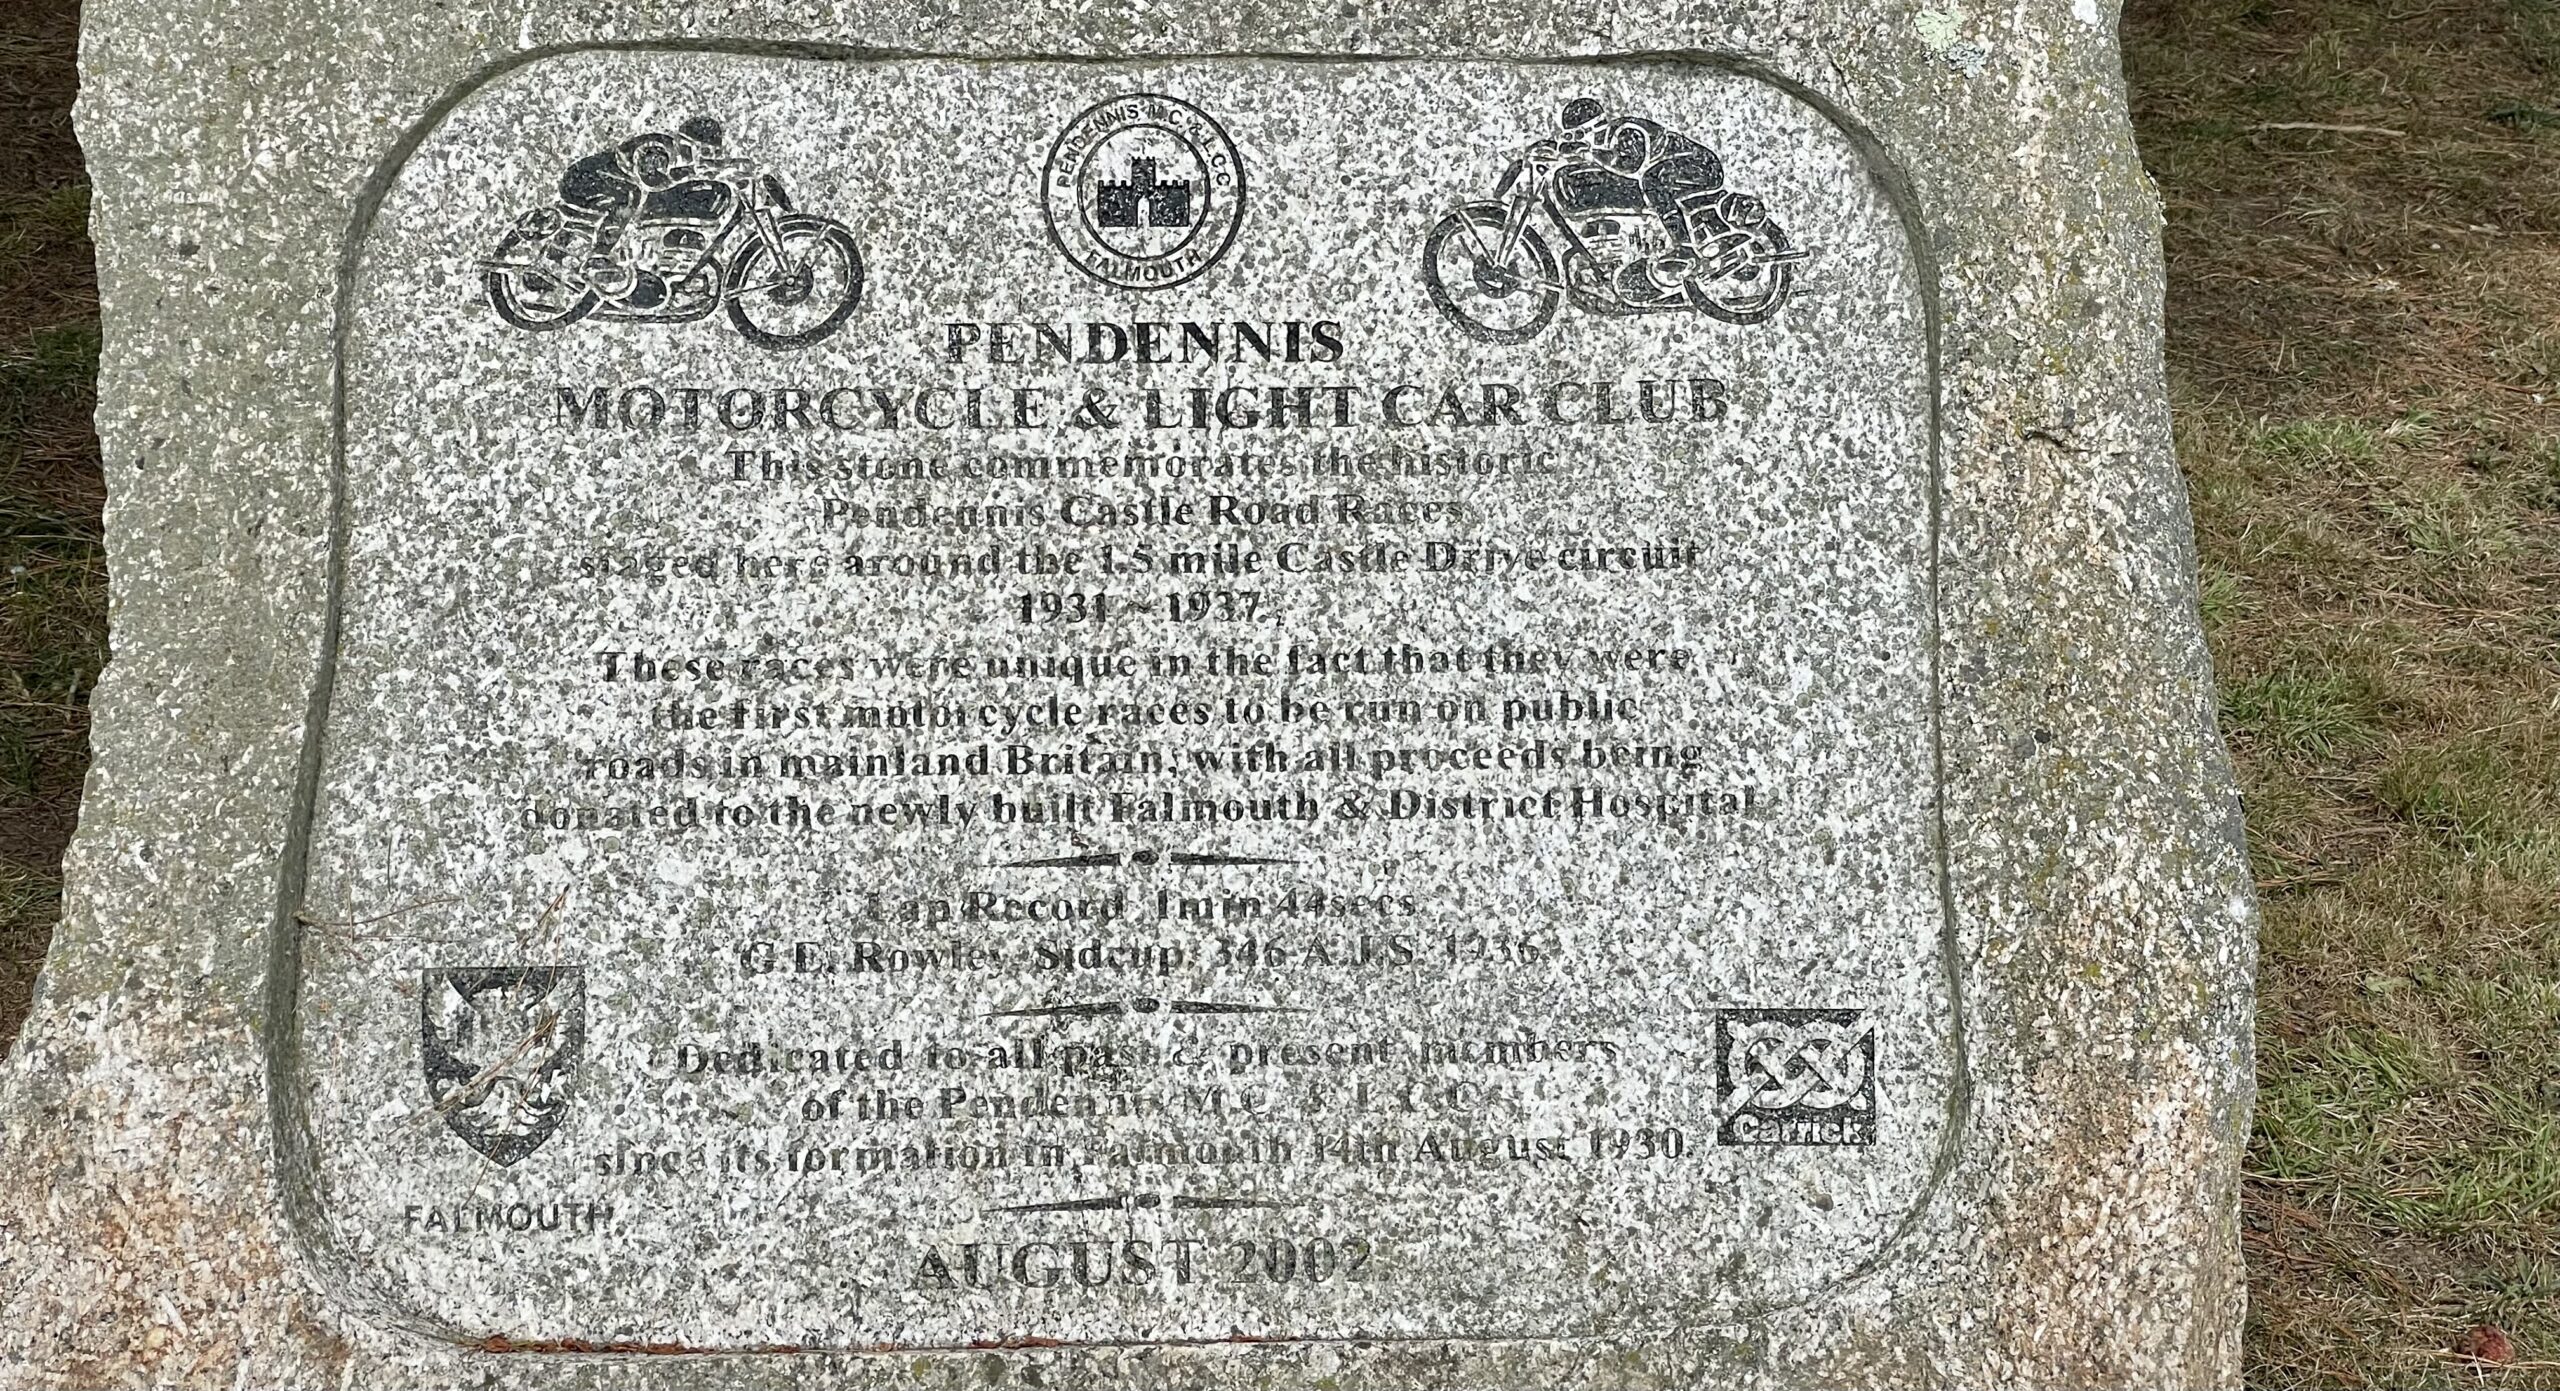 PENDENNIS M.C. & L.C.C
FALMOUTH
PENDENNIS
MOTORCYCLE & LIGHT CAR CLUB
This stone commemorates the historic
Pendennis Castle Road Races
staged here around the 1.5 mile Castle Drive circuit
1931 ~ 1937.
These races were unique in the fact that they were
the first motorcycle races to be run on public
roads in mainland Britain, with all proceeds being
donated to the newly built Falmouth & District Hospital
Lap Record 1min 44secs
G.E. Rowley Sidcup. 346 A.J.S. 1936.
Dedicated to all past & present members
of the Pendennis M.C. & L.C.C.
since its formation in Falmouth 14th August 1930.
Carrick
FALMOUTH
AUGUST 2002.